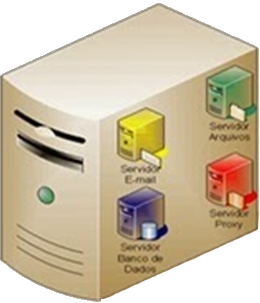 Servidor
Arquivos
Servidor
E-mail
Servidor
Proxy
Servidor
Banco de
Dados